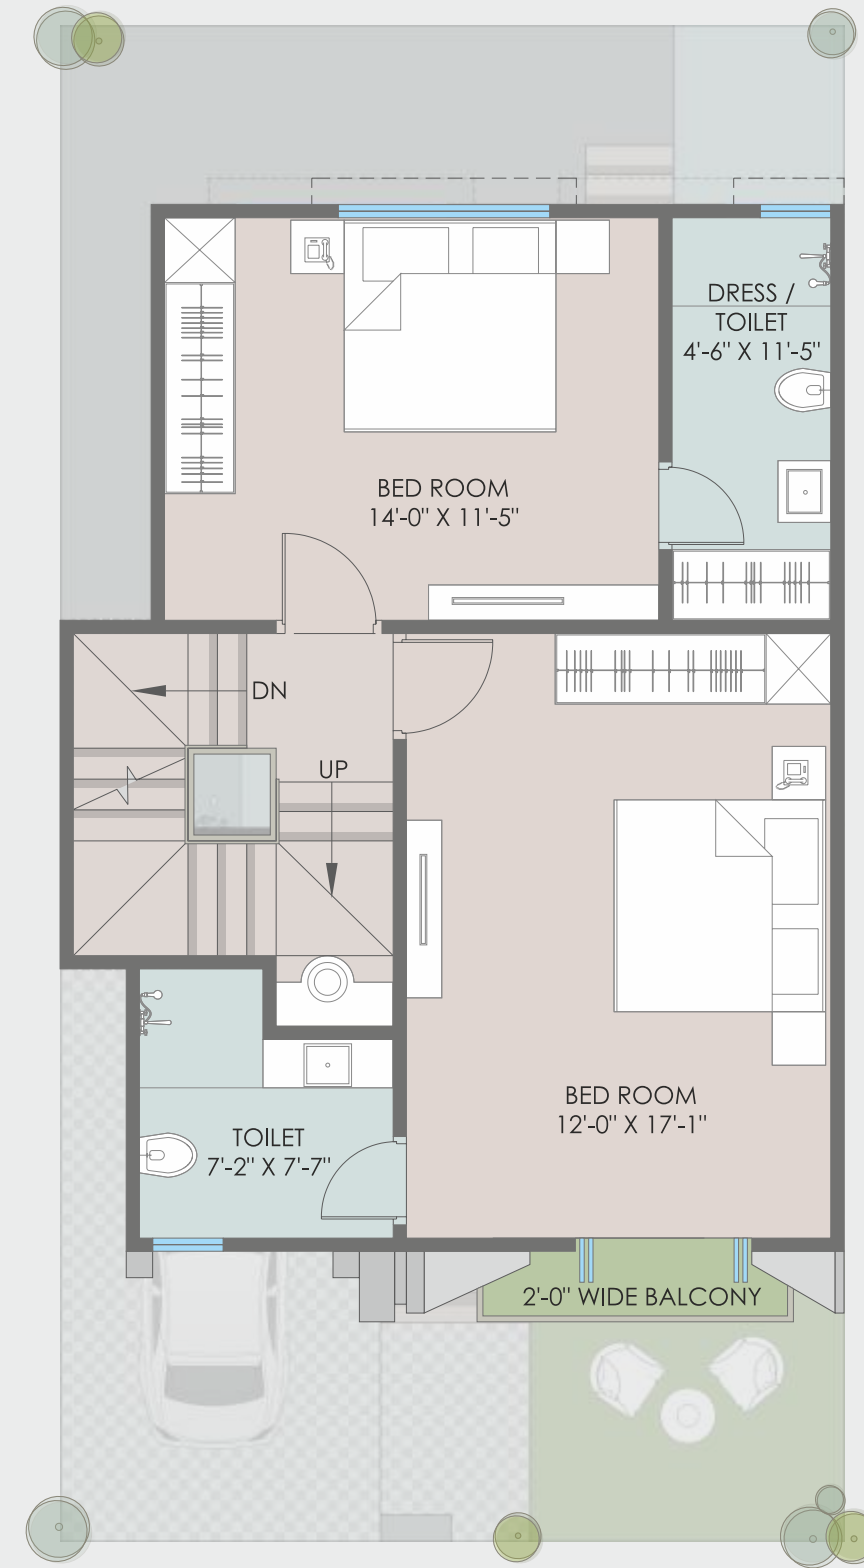 DRESS /
TOILET
4'-6" X 11'-5"
BED ROOM
14'-0" X 11'-5"
DN
UP
BED ROOM
12'-0" X 17'-1"
TOILET
7'-2" X 7'-7"
2'-0" WIDE BALCONY